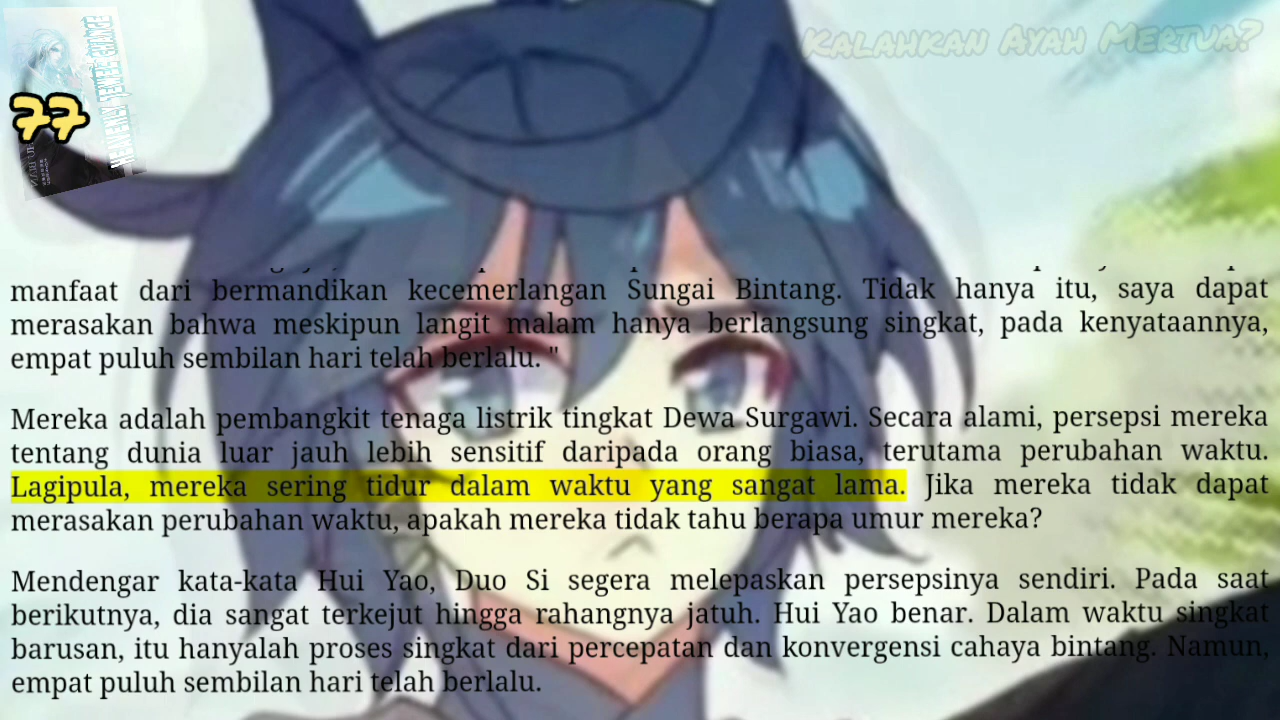 Kalahkan Ayah Mertua?
77
HEAVENLY JEWEL CHANGE
manfaat dari bermandikan kecemerlangan Sungai Bintang. Tidak hanya itu, saya dapat
merasakan bahwa meskipun langit malam hanya berlangsung singkat, pada kenyataannya,
empat puluh sembilan hari telah berlalu. "
Mereka adalah pembangkit tenaga listrik tingkat Dewa Surgawi. Secara alami, persepsi mereka
tentang dunia luar jauh lebih sensitif daripada orang biasa, terutama perubahan waktu.
Lagipula, mereka sering tidur dalam waktu yang sangat lama. Jika mereka tidak dapat
merasakan perubahan waktu, apakah mereka tidak tahu berapa umur mereka?
Mendengar kata-kata Hui Yao, Duo Si segera melepaskan persepsinya sendiri. Pada saat
berikutnya, dia sangat terkejut hingga rahangnya jatuh. Hui Yao benar. Dalam waktu singkat
barusan, itu hanyalah proses singkat dari percepatan dan konvergensi cahaya bintang. Namun,
empat puluh sembilan hari telah berlalu.